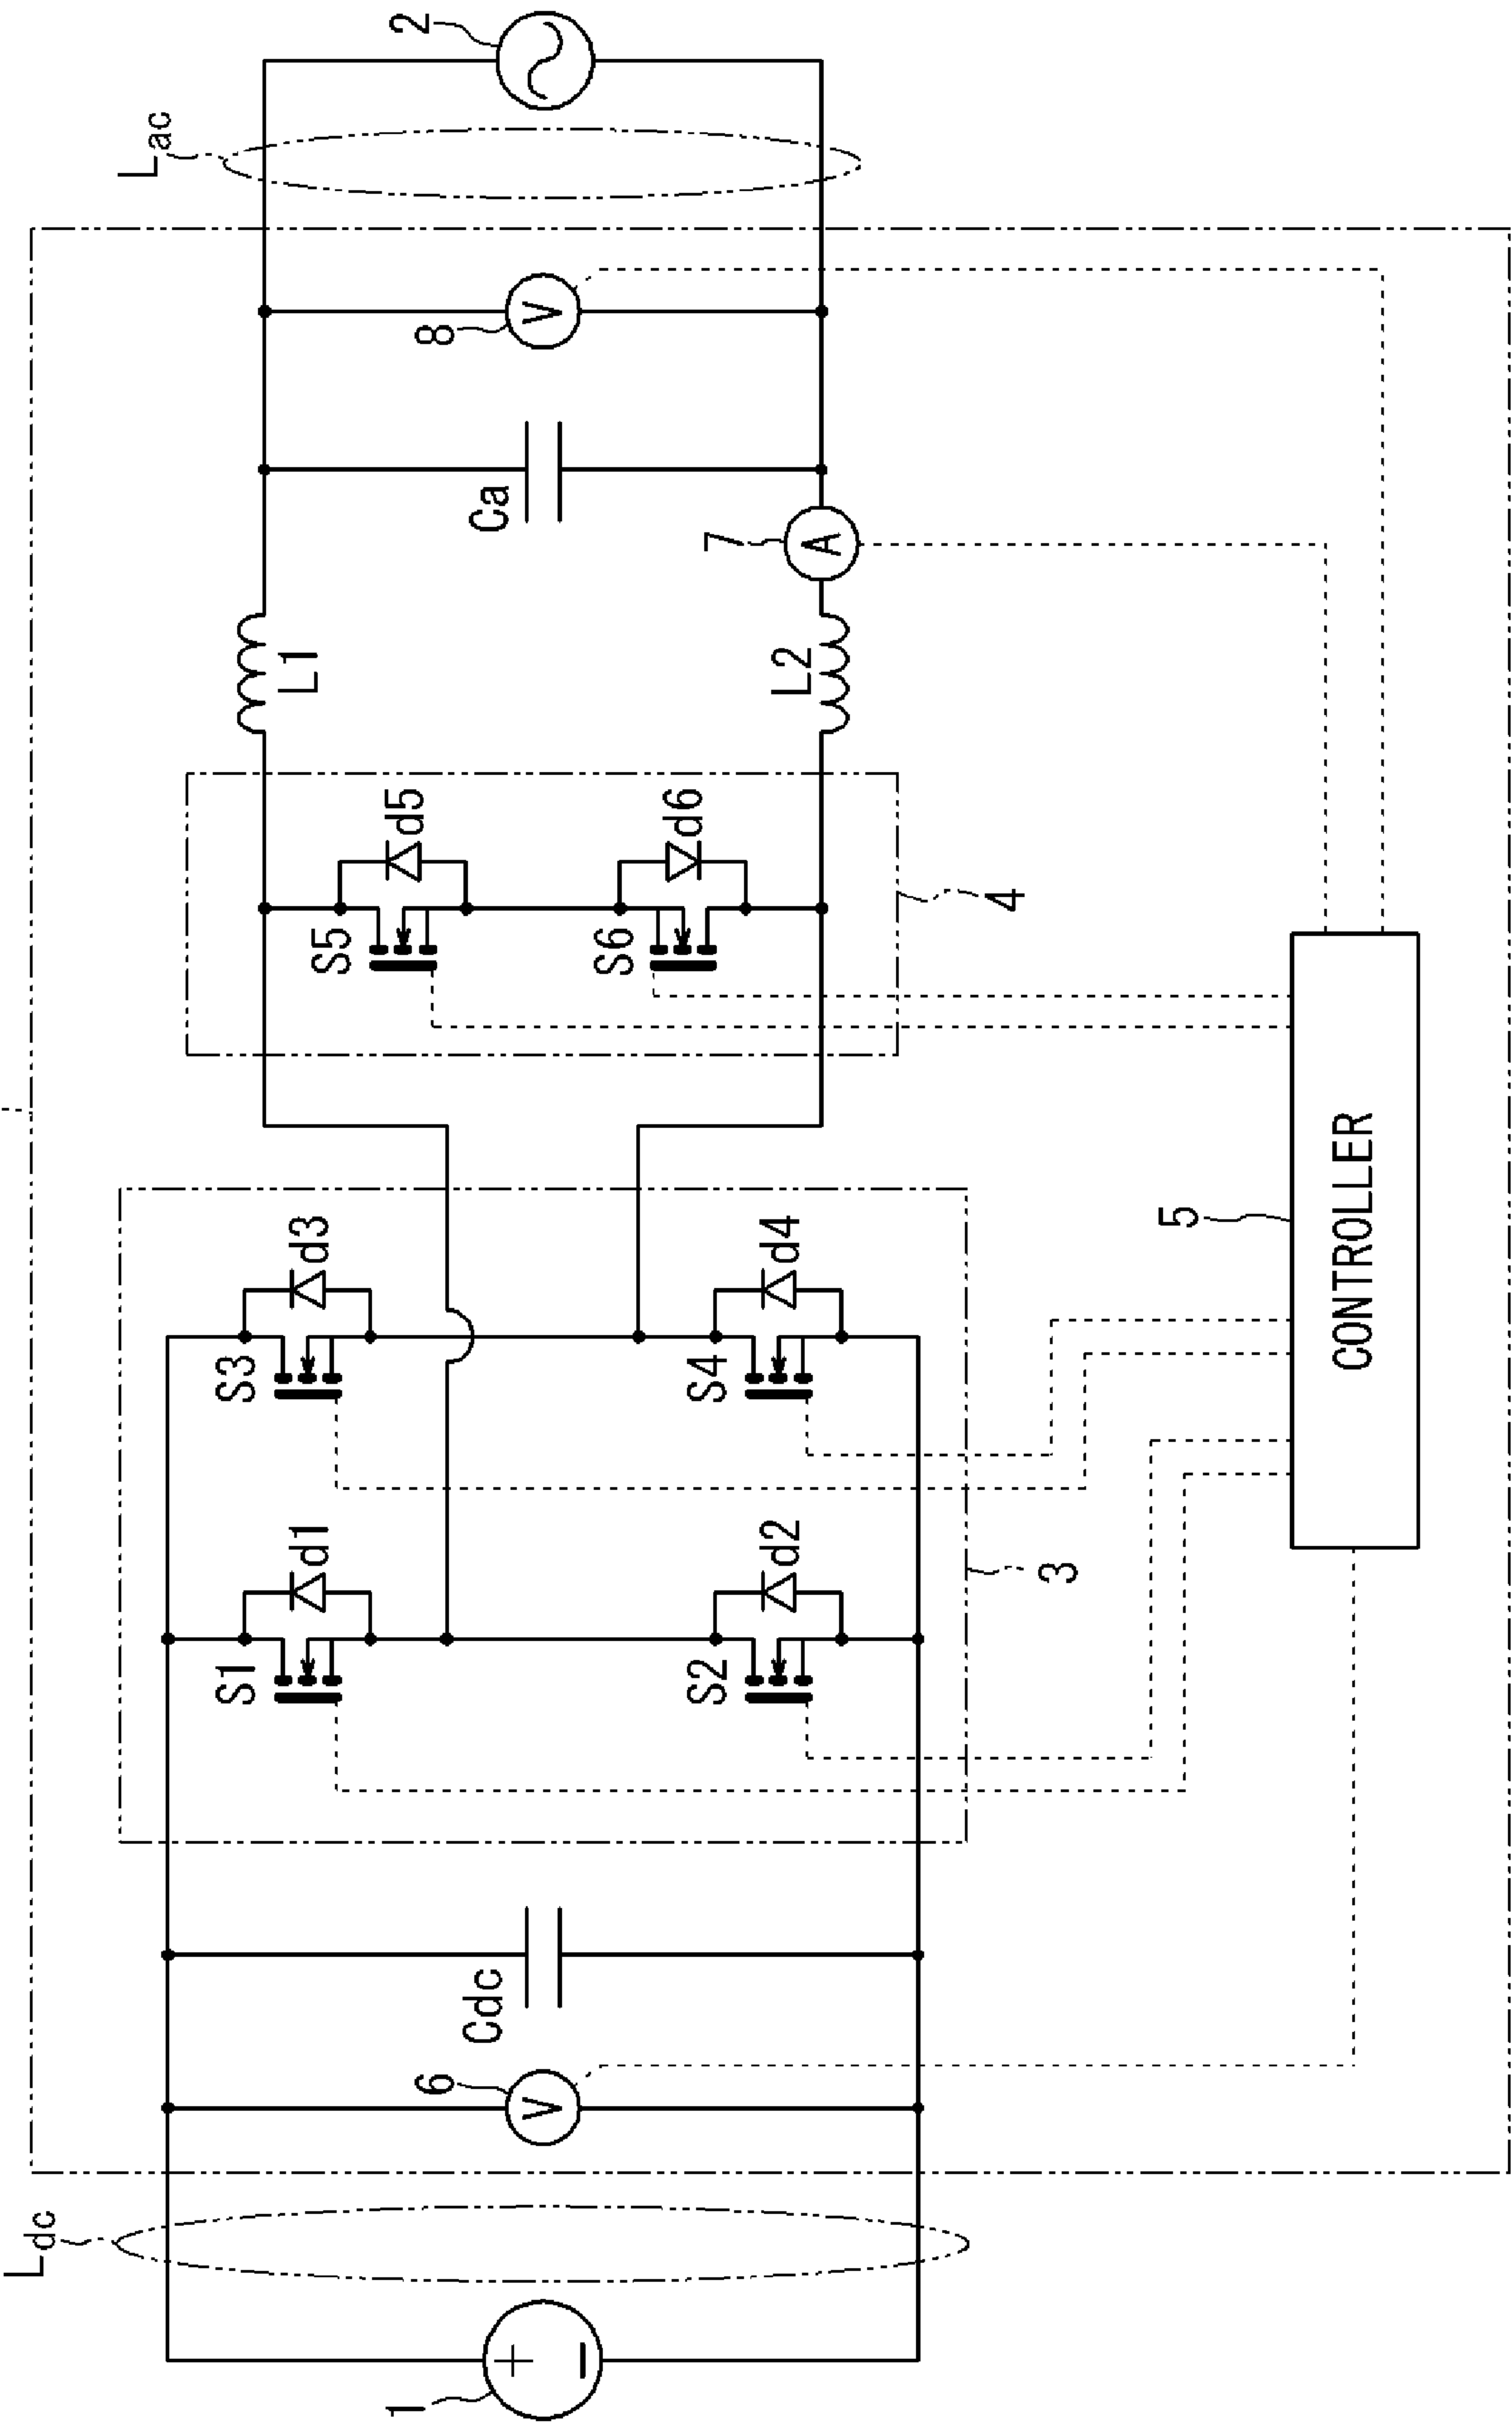 1
Ldc
6
V
Cdc
S1
d1
S2
d2
S3
d3
S4
d4
3
S5
d5
S6
d6
4
L1
L2
7
A
Ca
8
V
Lac
2
5
CONTROLLER